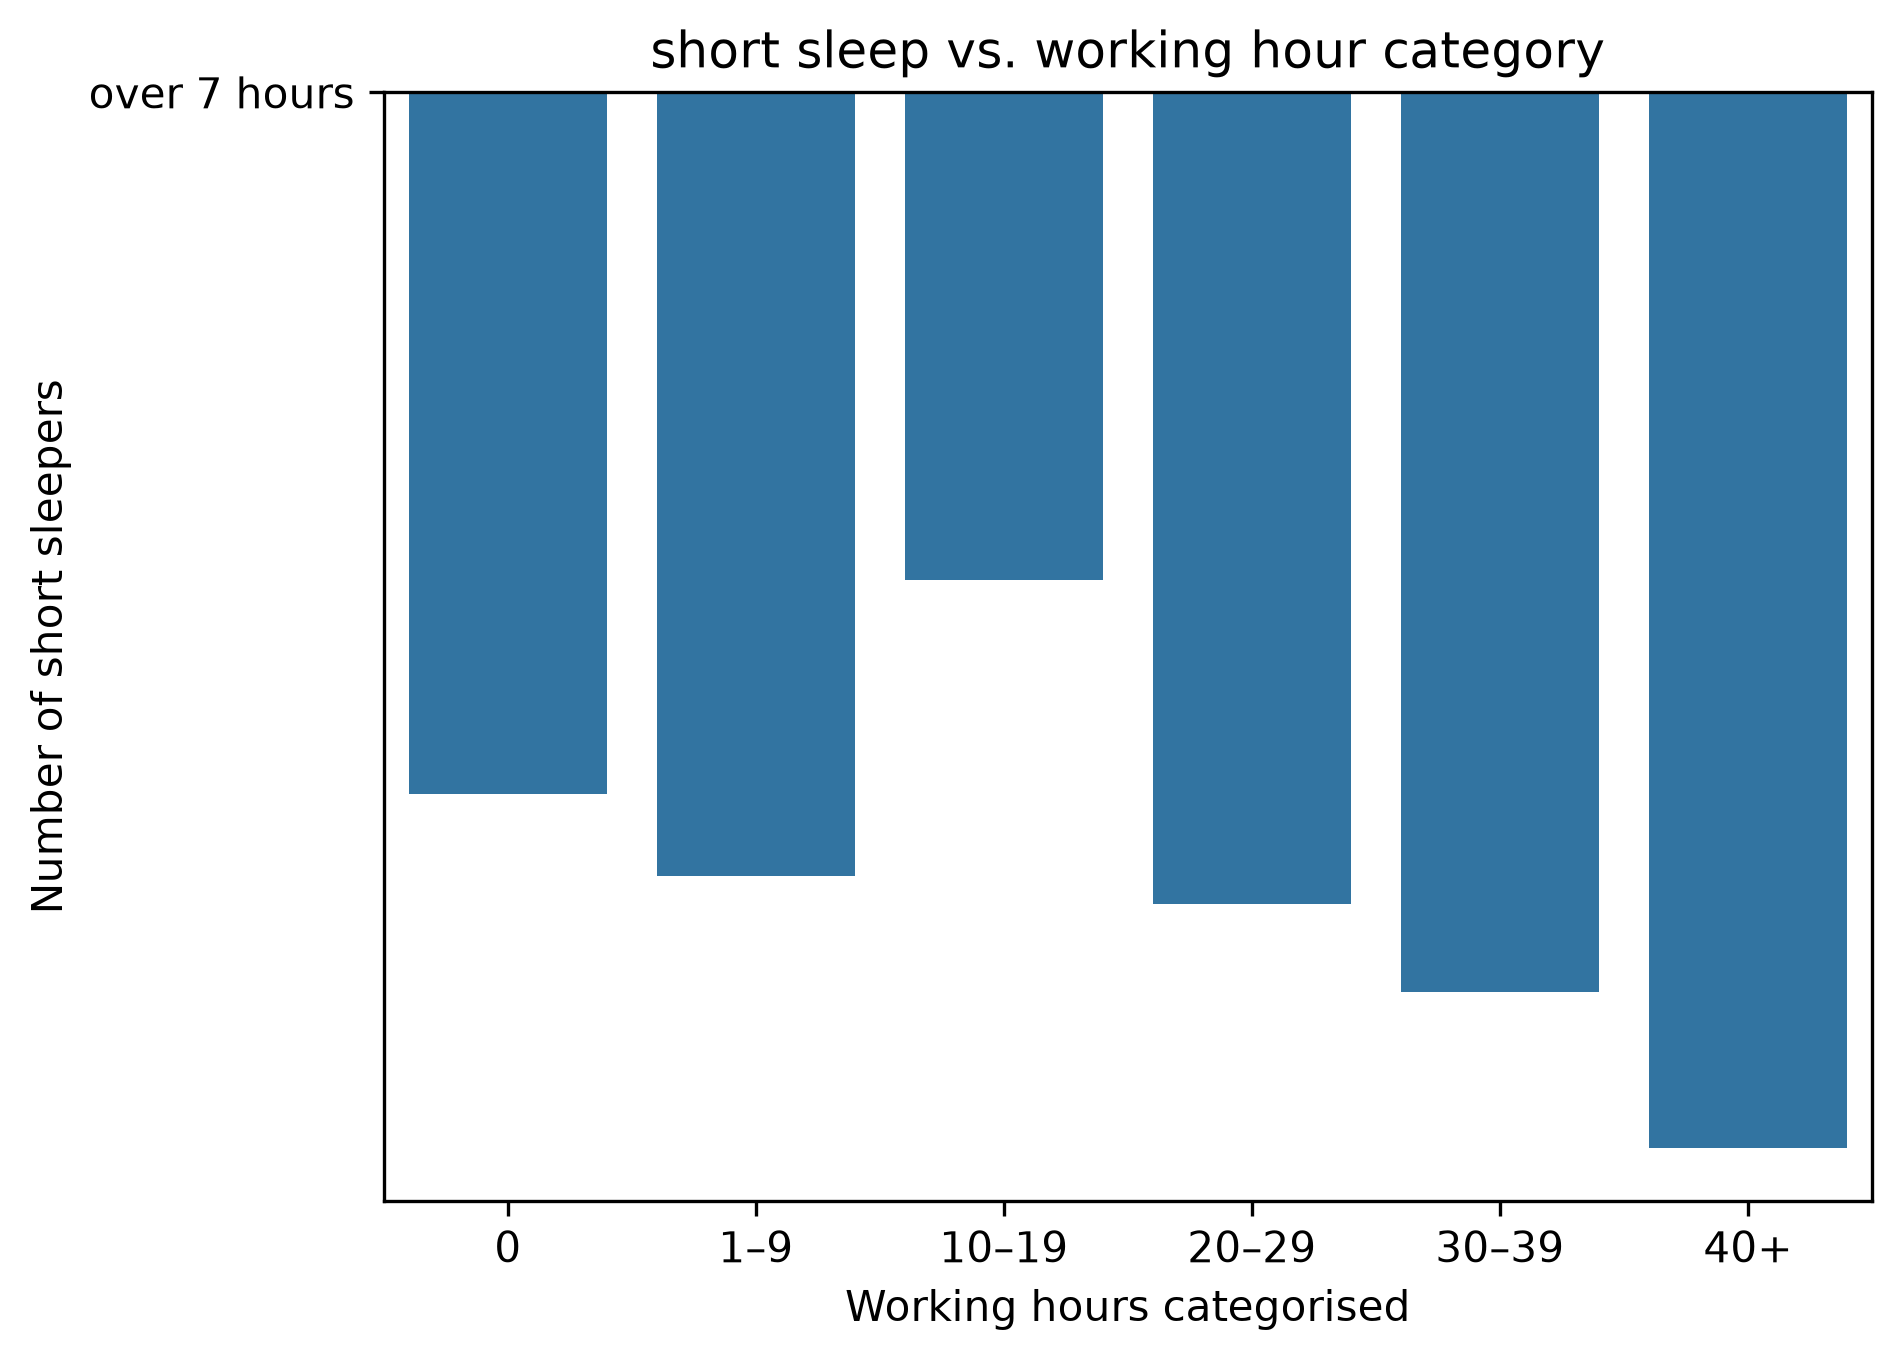 short sleep vs. working hour category
over 7 hours
Number of short sleepers
0 1–9 10–19 20–29 30–39 40+
Working hours categorised